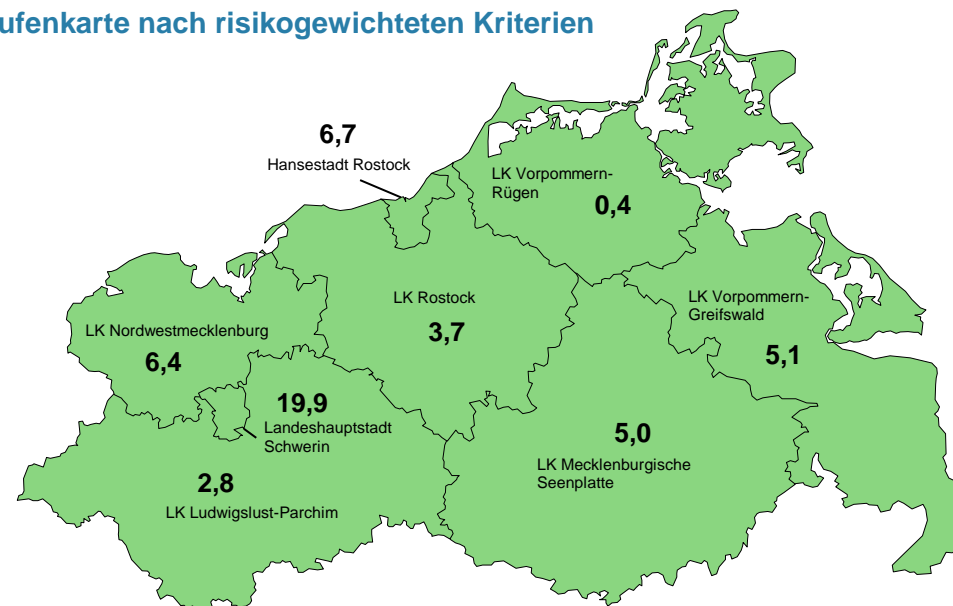 ufenkarte nach risikogewichteten Kriterien
6,7
Hansestadt Rostock
LK Vorpommern-
Rügen
0,4
LK Rostock
3,7
LK Vorpommern-
Greifswald
5,1
LK Nordwestmecklenburg
6,4
19,9
Landeshauptstadt
Schwerin
5,0
LK Mecklenburgische
Seenplatte
2,8
LK Ludwigslust-Parchim